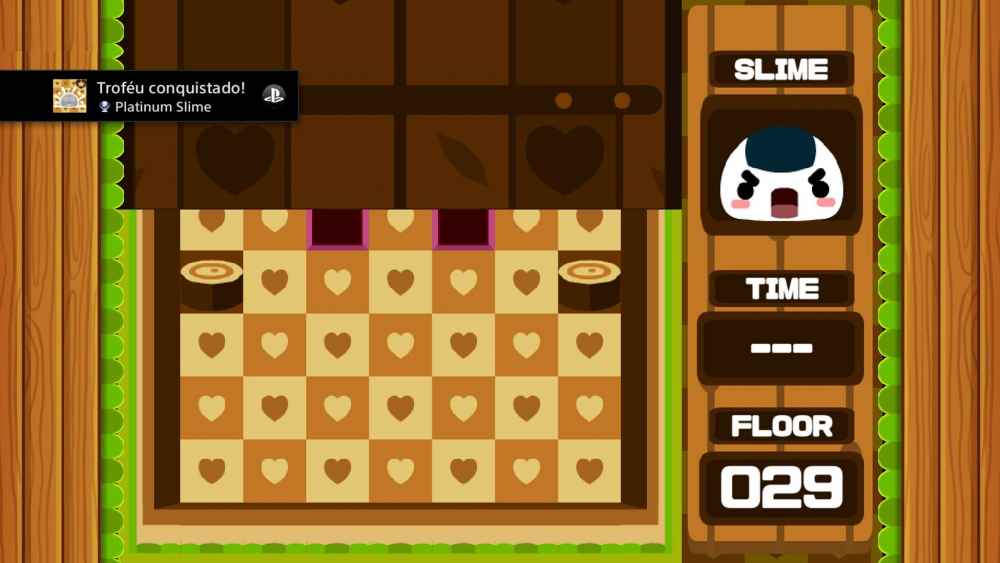 Troféu conquistado!
Platinum Slime
SLIME
TIME
---
FLOOR
029